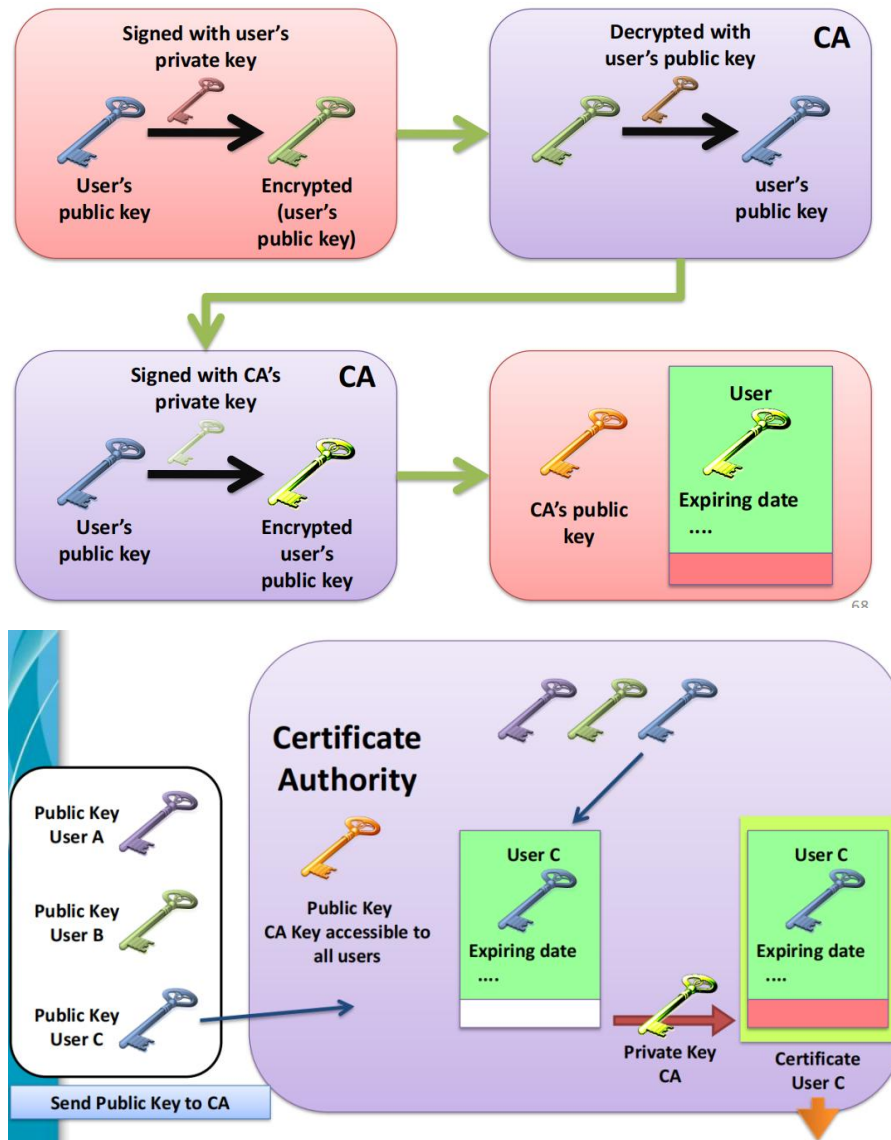 Signed with user's
private key
User's
public key
Encrypted
(user's
public key)
Decrypted with
user's public key
CA
user's
public key
Signed with CA's
private key
CA
User's
public key
Encrypted
user's
public key
CA's public
key
User
Expiring date
....
68
Certificate
Authority
Public Key
User A
Public Key
User B
Public Key
User C
Send Public Key to CA
Public Key
CA Key accessible to
all users
User C
Expiring date
....
Private Key
CA
User C
Expiring date
....
Certificate
User C